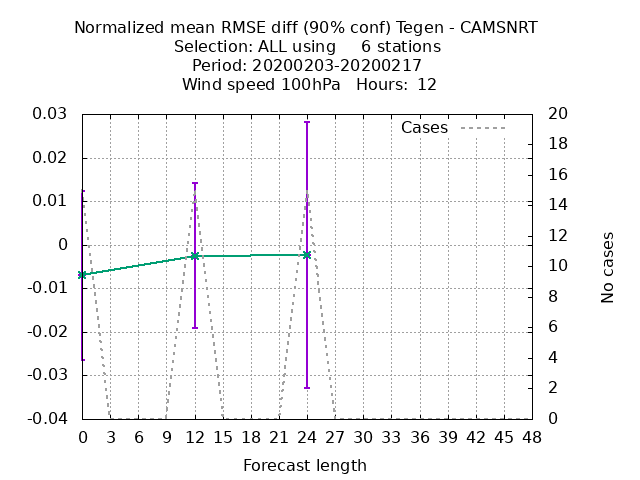 Normalized mean RMSE diff (90% conf) Tegen - CAMSNRT
Selection: ALL using 6 stations
Period: 20200203-20200217
Wind speed 100hPa Hours: 12
Cases
0.03
0.02
0.01
0
-0.01
-0.02
-0.03
-0.04
20
18
16
14
12
10
8
6
4
2
0
No cases
0 3 6 9 12 15 18 21 24 27 30 33 36 39 42 45 48
Forecast length